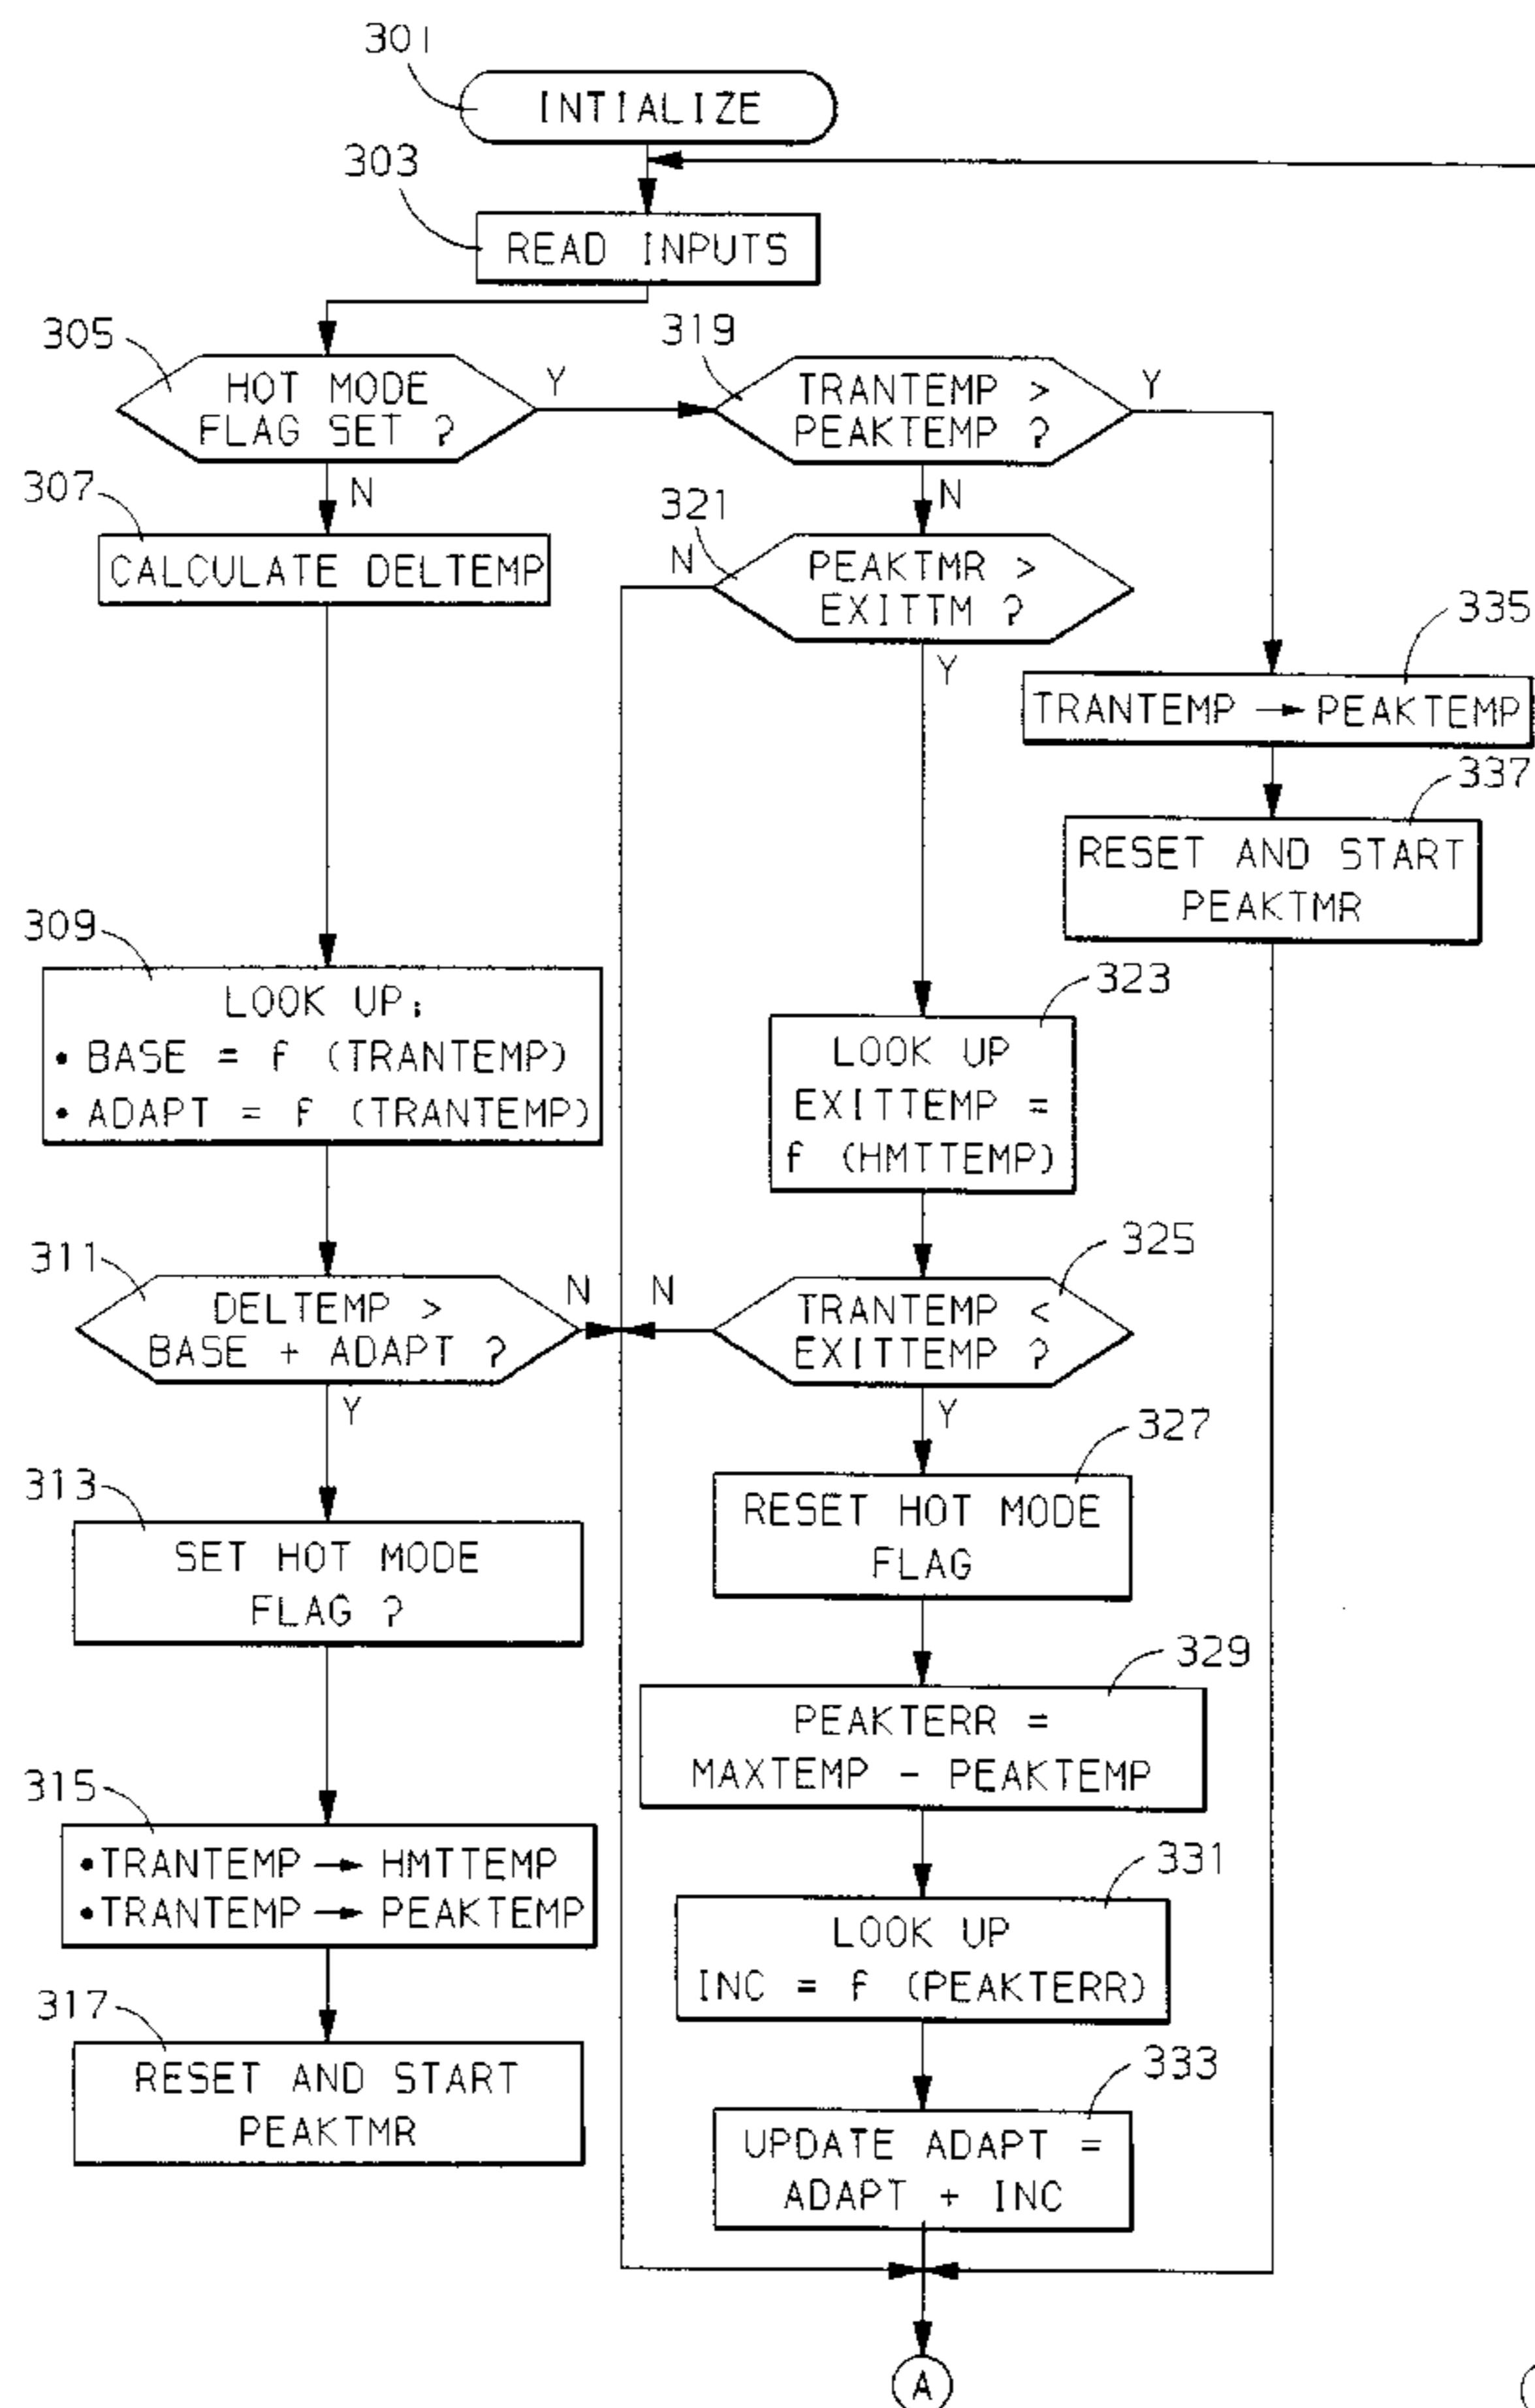 301
INTIALIZE
303
READ INPUTS
305
HOT MODE
FLAG SET ?
Y
N
319
TRANTEMP >
PEAKTEMP ?
Y
N
307
CALCULATE DELTEMP
321
PEAKTMR >
EXITTM ?
N
Y
335
TRANTEMP → PEAKTEMP
337
RESET AND START
PEAKTMR
309
LOOK UP:
• BASE = f (TRANTEMP)
• ADAPT = f (TRANTEMP)
323
LOOK UP
EXITTEMP =
f (HMTTEMP)
311
DELTEMP >
BASE + ADAPT ?
N
Y
325
N
TRANTEMP <
EXITTEMP ?
Y
313
SET HOT MODE
FLAG ?
327
RESET HOT MODE
FLAG
329
PEAKTERR =
MAXTEMP - PEAKTEMP
315
•TRANTEMP → HMTTEMP
•TRANTEMP → PEAKTEMP
331
LOOK UP
INC = f (PEAKTERR)
317
RESET AND START
PEAKTMR
333
UPDATE ADAPT =
ADAPT + INC
A